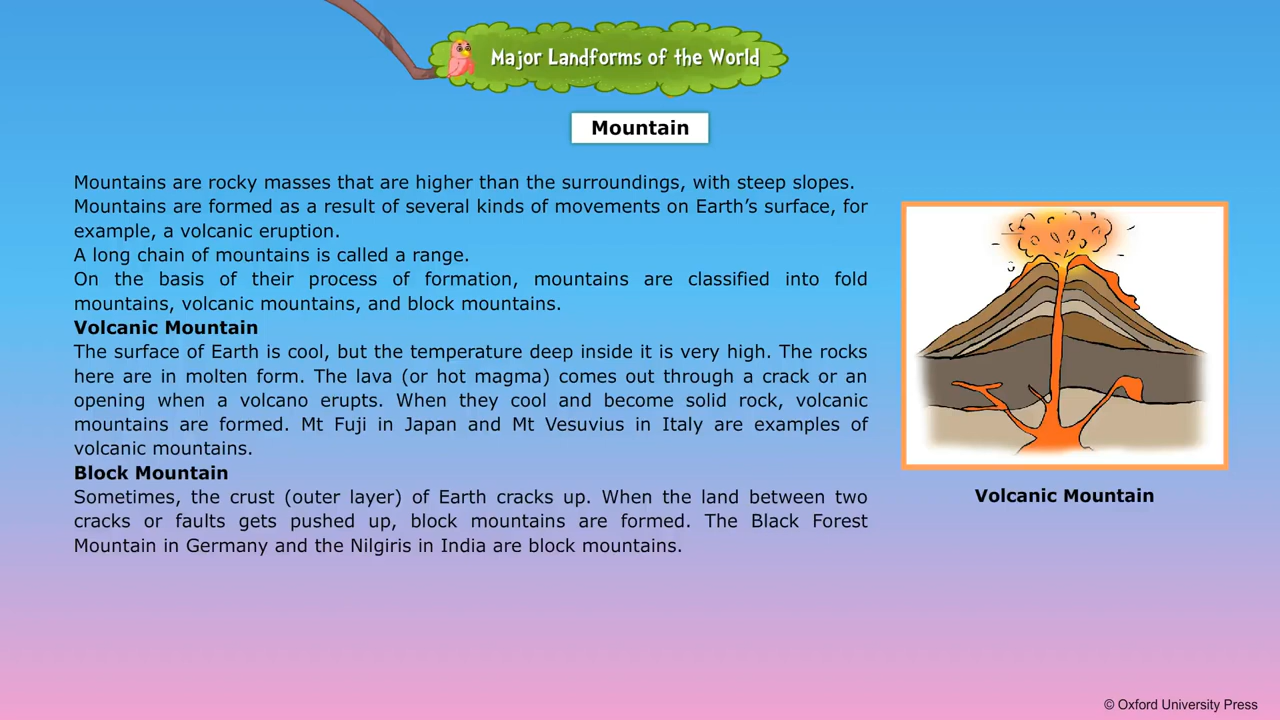 Major Landforms of the World
Mountain
Mountains are rocky masses that are higher than the surroundings, with steep slopes.
Mountains are formed as a result of several kinds of movements on Earth’s surface, for
example, a volcanic eruption.
A long chain of mountains is called a range.
On the basis of their process of formation, mountains are classified into fold
mountains, volcanic mountains, and block mountains.
Volcanic Mountain
The surface of Earth is cool, but the temperature deep inside it is very high. The rocks
here are in molten form. The lava (or hot magma) comes out through a crack or an
opening when a volcano erupts. When they cool and become solid rock, volcanic
mountains are formed. Mt Fuji in Japan and Mt Vesuvius in Italy are examples of
volcanic mountains.
Block Mountain
Sometimes, the crust (outer layer) of Earth cracks up. When the land between two
cracks or faults gets pushed up, block mountains are formed. The Black Forest
Mountain in Germany and the Nilgiris in India are block mountains.
Volcanic Mountain
© Oxford University Press